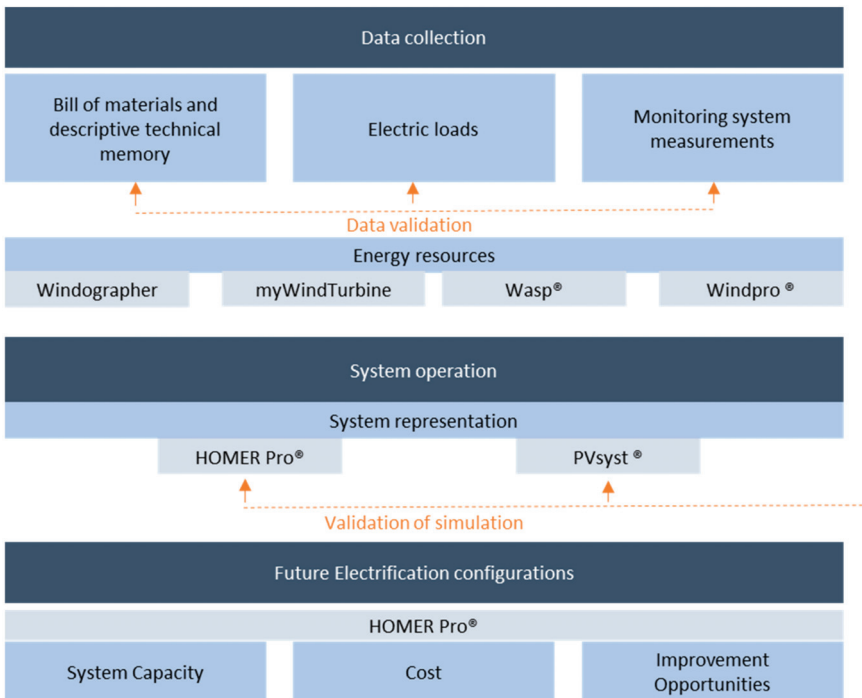 Data collection
Bill of materials and
descriptive technical
memory
Electric loads
Monitoring system
measurements
Data validation
Energy resources
Windographer
myWindTurbine
Wasp®
Windpro ®
System operation
System representation
HOMER Pro®
PVsyst ®
Validation of simulation
Future Electrification configurations
HOMER Pro®
System Capacity
Cost
Improvement
Opportunities